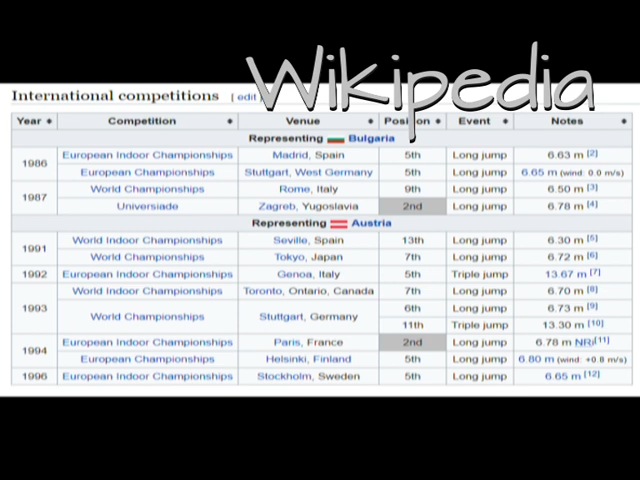 Wikipedia
International competitions [ edit ]
Year Competition Venue Position Event Notes
Representing Bulgaria
1986 European Indoor Championships Madrid, Spain 5th Long jump 6.63 m [2]
European Championships Stuttgart, West Germany 5th Long jump 6.65 m (wind: 0.0 m/s)
1987 World Championships Rome, Italy 9th Long jump 6.50 m [3]
Universiade Zagreb, Yugoslavia 2nd Long jump 6.78 m [4]
Representing Austria
1991 World Indoor Championships Seville, Spain 13th Long jump 6.30 m [5]
World Championships Tokyo, Japan 7th Long jump 6.72 m [6]
1992 European Indoor Championships Genoa, Italy 5th Triple jump 13.67 m [7]
1993 World Indoor Championships Toronto, Ontario, Canada 7th Long jump 6.70 m [8]
World Championships Stuttgart, Germany 6th Long jump 6.73 m [9]
11th Triple jump 13.30 m [10]
1994 European Indoor Championships Paris, France 2nd Long jump 6.78 m NRi[11]
European Championships Helsinki, Finland 5th Long jump 6.80 m (wind: +0.8 m/s)
1996 European Indoor Championships Stockholm, Sweden 5th Long jump 6.65 m [12]